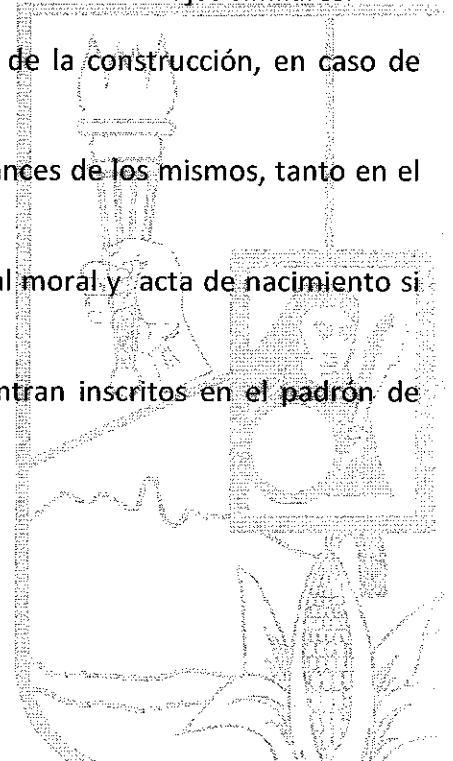 de la construcción, en caso de
nces de los mismos, tanto en el
al moral y acta de nacimiento si
ntran inscritos en el padrón de